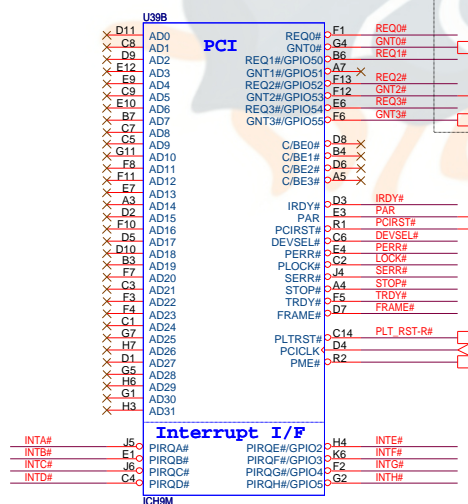 U39B
PCI
D11 AD0 REQ0# F1 REQ0#
C8 AD1 GNT0# G4 GNT0#
D9 AD2 REQ1#/GPIO50 B6 REQ1#
E12 AD3 GNT1#/GPIO51 A7
E9 AD4 REQ2#/GPIO52 F13 REQ2#
C9 AD5 GNT2#/GPIO53 F12 GNT2#
E10 AD6 REQ3#/GPIO54 E6 REQ3#
B7 AD7 GNT3#/GPIO55 F6 GNT3#
C7 AD8
C5 AD9 C/BE0# D8
G11 AD10 C/BE1# B4
F8 AD11 C/BE2# D6
F11 AD12 C/BE3# A5
E7 AD13
A3 AD14 IRDY# D3 IRDY#
D2 AD15 PAR E3 PAR
F10 AD16 PCIRST# R1 PCIRST#
D5 AD17 DEVSEL# C6 DEVSEL#
D10 AD18 PERR# E4 PERR#
B3 AD19 PLOCK# C2 LOCK#
F7 AD20 SERR# J4 SERR#
C3 AD21 STOP# A4 STOP#
F3 AD22 TRDY# F5 TRDY#
F4 AD23 FRAME# D7 FRAME#
C1 AD24
G7 AD25 PLTRST# C14 PLT_RST-R#
H7 AD26 PCICLK D4
D1 AD27 PME# R2
G5 AD28
H6 AD29
G1 AD30
H3 AD31
Interrupt I/F
INTA# J5 PIRQA# PIRQE#/GPIO2 H4 INTE#
INTB# E1 PIRQB# PIRQF#/GPIO3 K6 INTF#
INTC# J6 PIRQC# PIRQG#/GPIO4 F2 INTG#
INTD# C4 PIRQD# PIRQH#/GPIO5 G2 INTH#
ICH9M